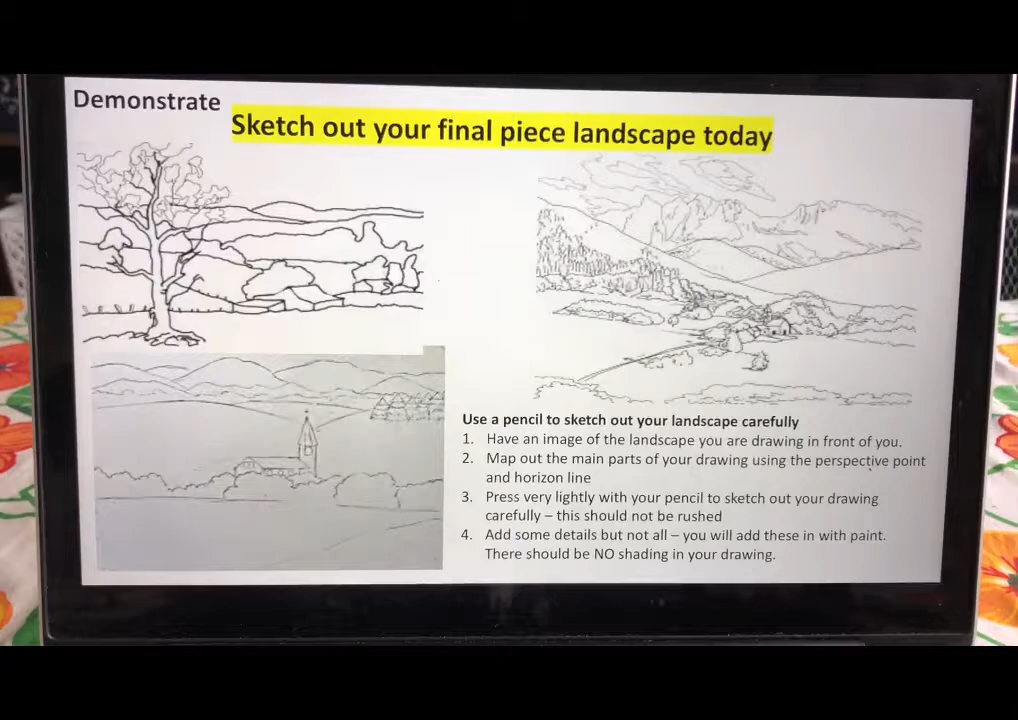 Demonstrate
Sketch out your final piece landscape today
Use a pencil to sketch out your landscape carefully
1. Have an image of the landscape you are drawing in front of you.
2. Map out the main parts of your drawing using the perspective point
and horizon line
3. Press very lightly with your pencil to sketch out your drawing
carefully – this should not be rushed
4. Add some details but not all – you will add these in with paint.
There should be NO shading in your drawing.